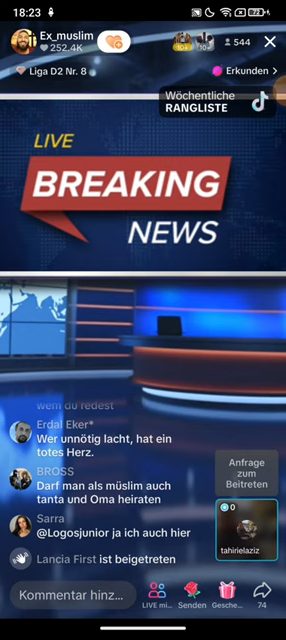 18:23
72
Ex_muslim
252.4K
10+
10+
544
Liga D2 Nr. 8
Erkunden
Wöchentliche
RANGLISTE
LIVE
BREAKING
NEWS
wem du redest
Erdal Eker*
Wer unnötig lacht, hat ein
totes Herz.
BROSS
Darf man als müslim auch
tanta und Oma heiraten
Sarra
@Logosjunior ja ich auch hier
Lancia First ist beigetreten
Anfrage
zum
Beitreten
0
tahirielaziz
Kommentar hinz...
LIVE mi...
Senden
Gesche...
74